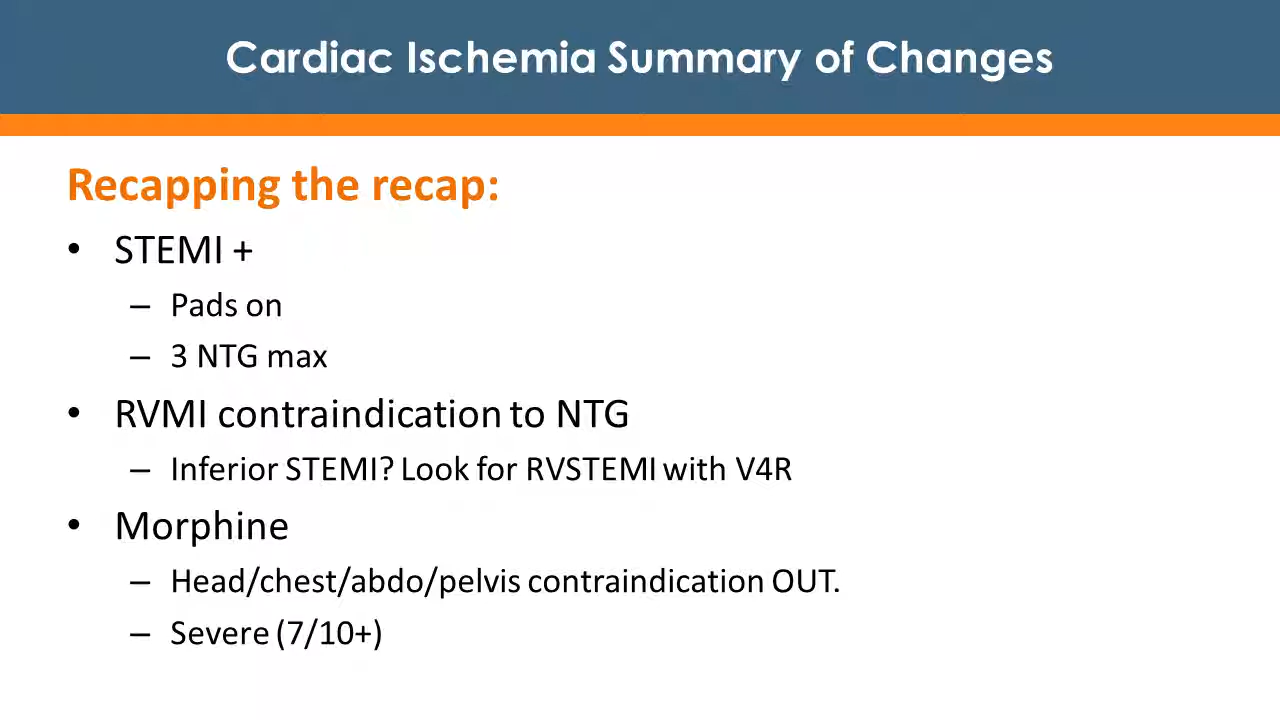 Cardiac Ischemia Summary of Changes
Recapping the recap:
• STEMI +
– Pads on
– 3 NTG max
• RVMI contraindication to NTG
– Inferior STEMI? Look for RVSTEMI with V4R
• Morphine
– Head/chest/abdo/pelvis contraindication OUT.
– Severe (7/10+)